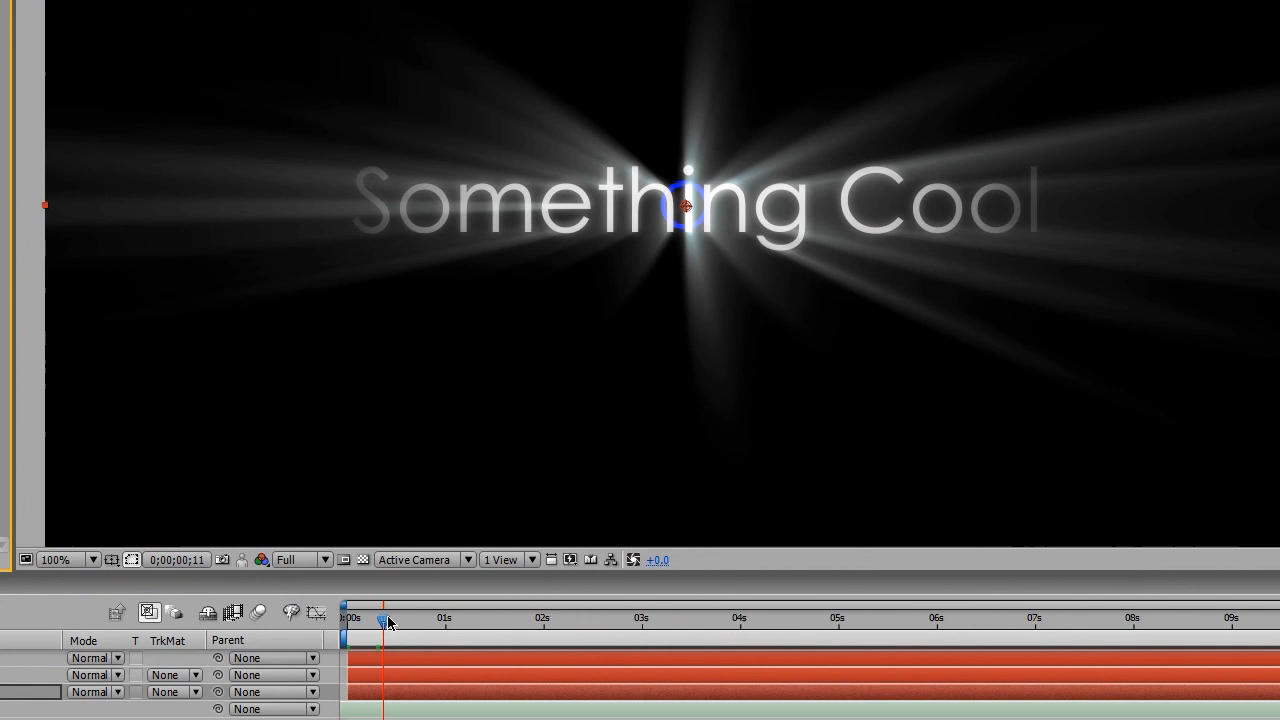 Something Cool
100% 0;00;00;11 Full Active Camera 1 View +0.0
0:00s 01s 02s 03s 04s 05s 06s 07s 08s 09s
Mode T TrkMat Parent
Normal None
Normal None None
Normal None None
None